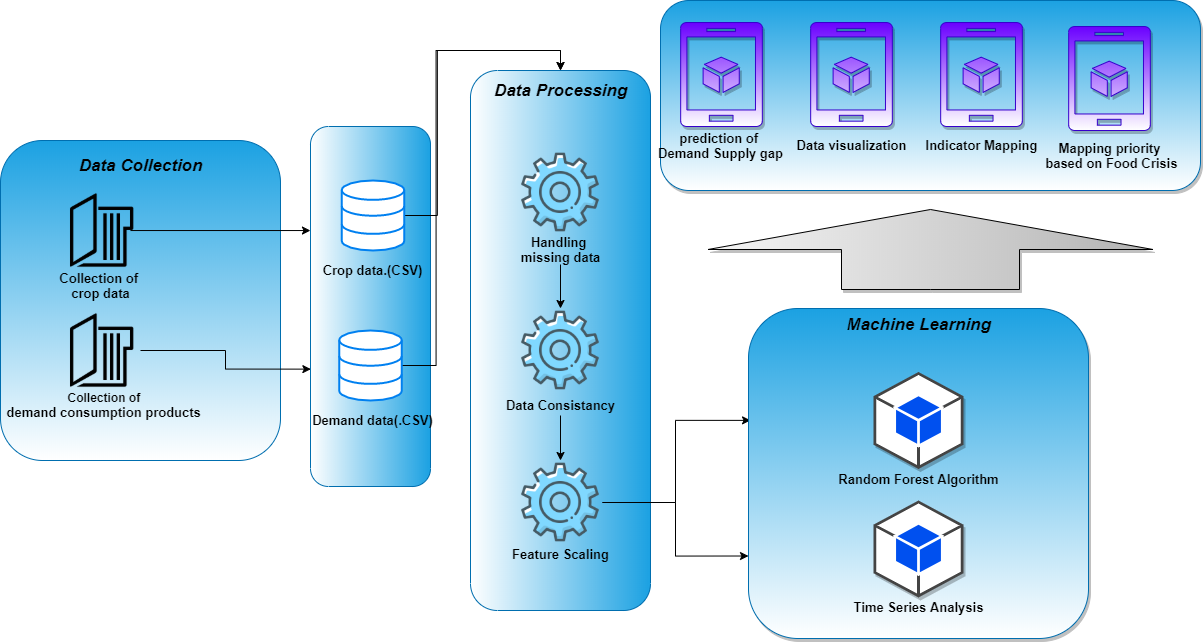 Data Collection
Collection of
crop data
Collection of
demand consumption products
Crop data.(CSV)
Demand data(.CSV)
Data Processing
Handling
missing data
Data Consistancy
Feature Scaling
Machine Learning
Random Forest Algorithm
Time Series Analysis
prediction of
Demand Supply gap
Data visualization
Indicator Mapping
Mapping priority
based on Food Crisis